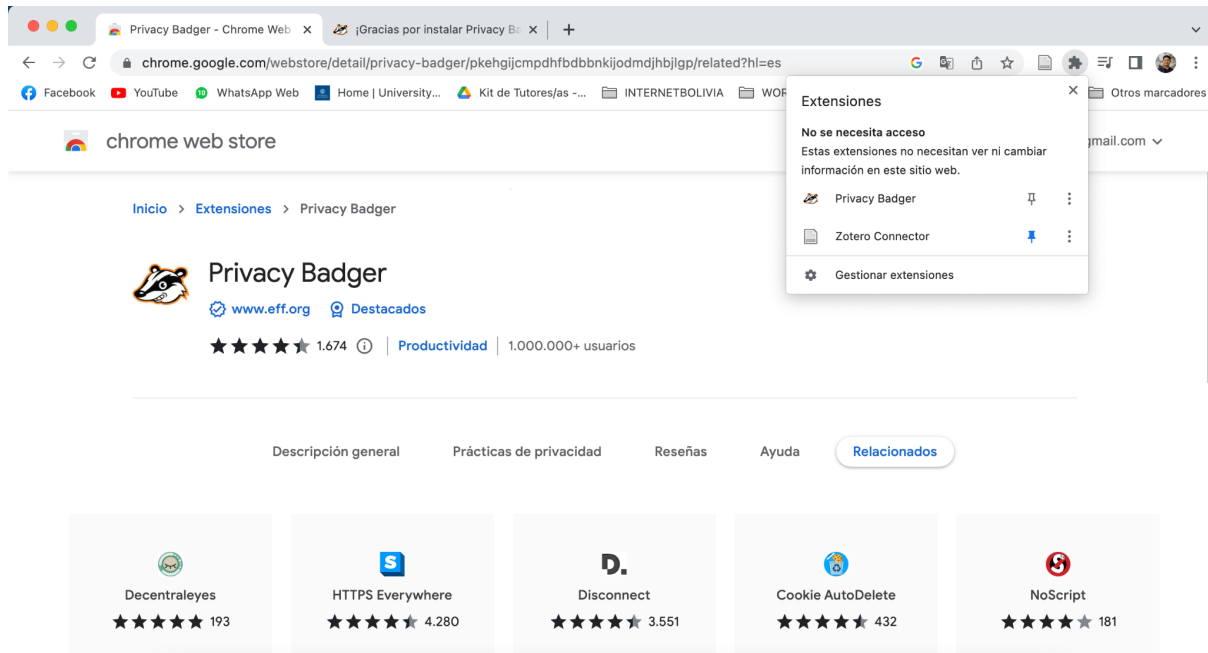 Privacy Badger - Chrome Web
¡Gracias por instalar Privacy Ba
chrome.google.com/webstore/detail/privacy-badger/pkehgijcmpdhfbdbbnkijodmdjhbjlgp/related?hl=es
Facebook
YouTube
WhatsApp Web
Home | University...
Kit de Tutores/as -...
INTERNETBOLIVIA
WOR
Otros marcadores
chrome web store
gmail.com
Extensiones
No se necesita acceso
Estas extensiones no necesitan ver ni cambiar
información en este sitio web.
Privacy Badger
Zotero Connector
Gestionar extensiones
Inicio > Extensiones > Privacy Badger
Privacy Badger
www.eff.org Destacados
1.674 Productividad 1.000.000+ usuarios
Descripción general Prácticas de privacidad Reseñas Ayuda Relacionados
Decentraleyes
193
HTTPS Everywhere
4.280
D.
Disconnect
3.551
Cookie AutoDelete
432
NoScript
181